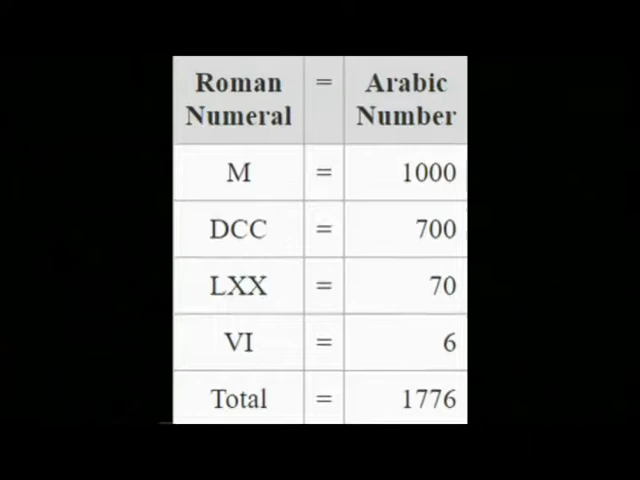 Roman Numeral = Arabic Number
M = 1000
DCC = 700
LXX = 70
VI = 6
Total = 1776